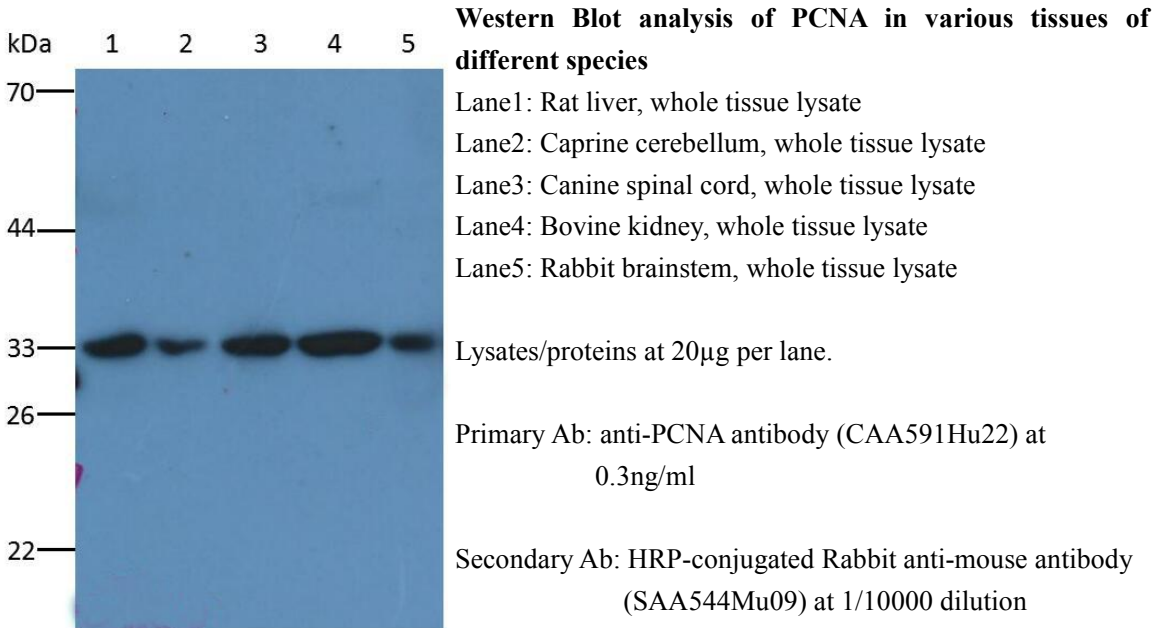 Western Blot analysis of PCNA in various tissues of
different species
kDa 1 2 3 4 5
70
44
33
26
22
Lane1: Rat liver, whole tissue lysate
Lane2: Caprine cerebellum, whole tissue lysate
Lane3: Canine spinal cord, whole tissue lysate
Lane4: Bovine kidney, whole tissue lysate
Lane5: Rabbit brainstem, whole tissue lysate
Lysates/proteins at 20µg per lane.
Primary Ab: anti-PCNA antibody (CAA591Hu22) at
0.3ng/ml
Secondary Ab: HRP-conjugated Rabbit anti-mouse antibody
(SAA544Mu09) at 1/10000 dilution